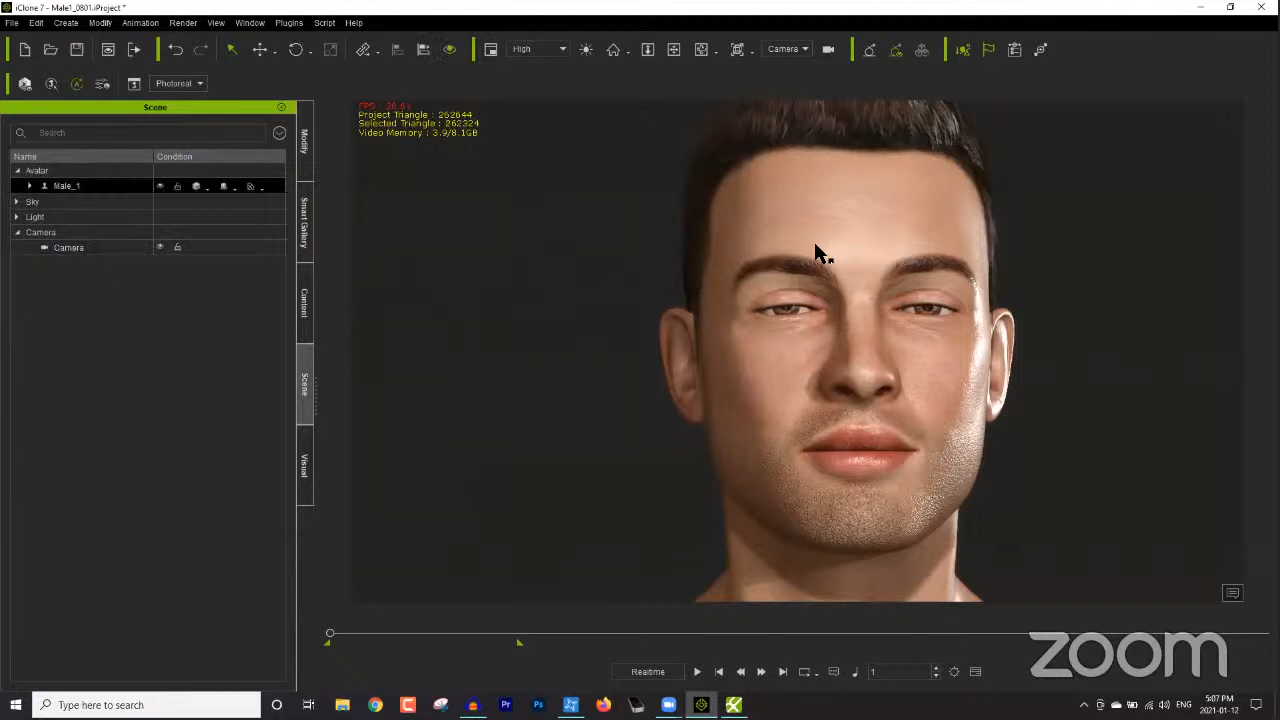 iClone 7 - Male1_0801.iProject *
File Edit Create Modify Animation Render View Window Plugins Script Help
High
Camera
Photoreal
Scene
Search
Name Condition
Avatar
Male_1
Sky
Light
Camera
Camera
Modify
Smart Gallery
Content
Scene
Visual
Project Triangle : 262644
Selected Triangle : 262324
Video Memory : 3.9/8.1GB
Realtime
1
zoom
Type here to search
Pr
Ps
5:07 PM
2021-01-12